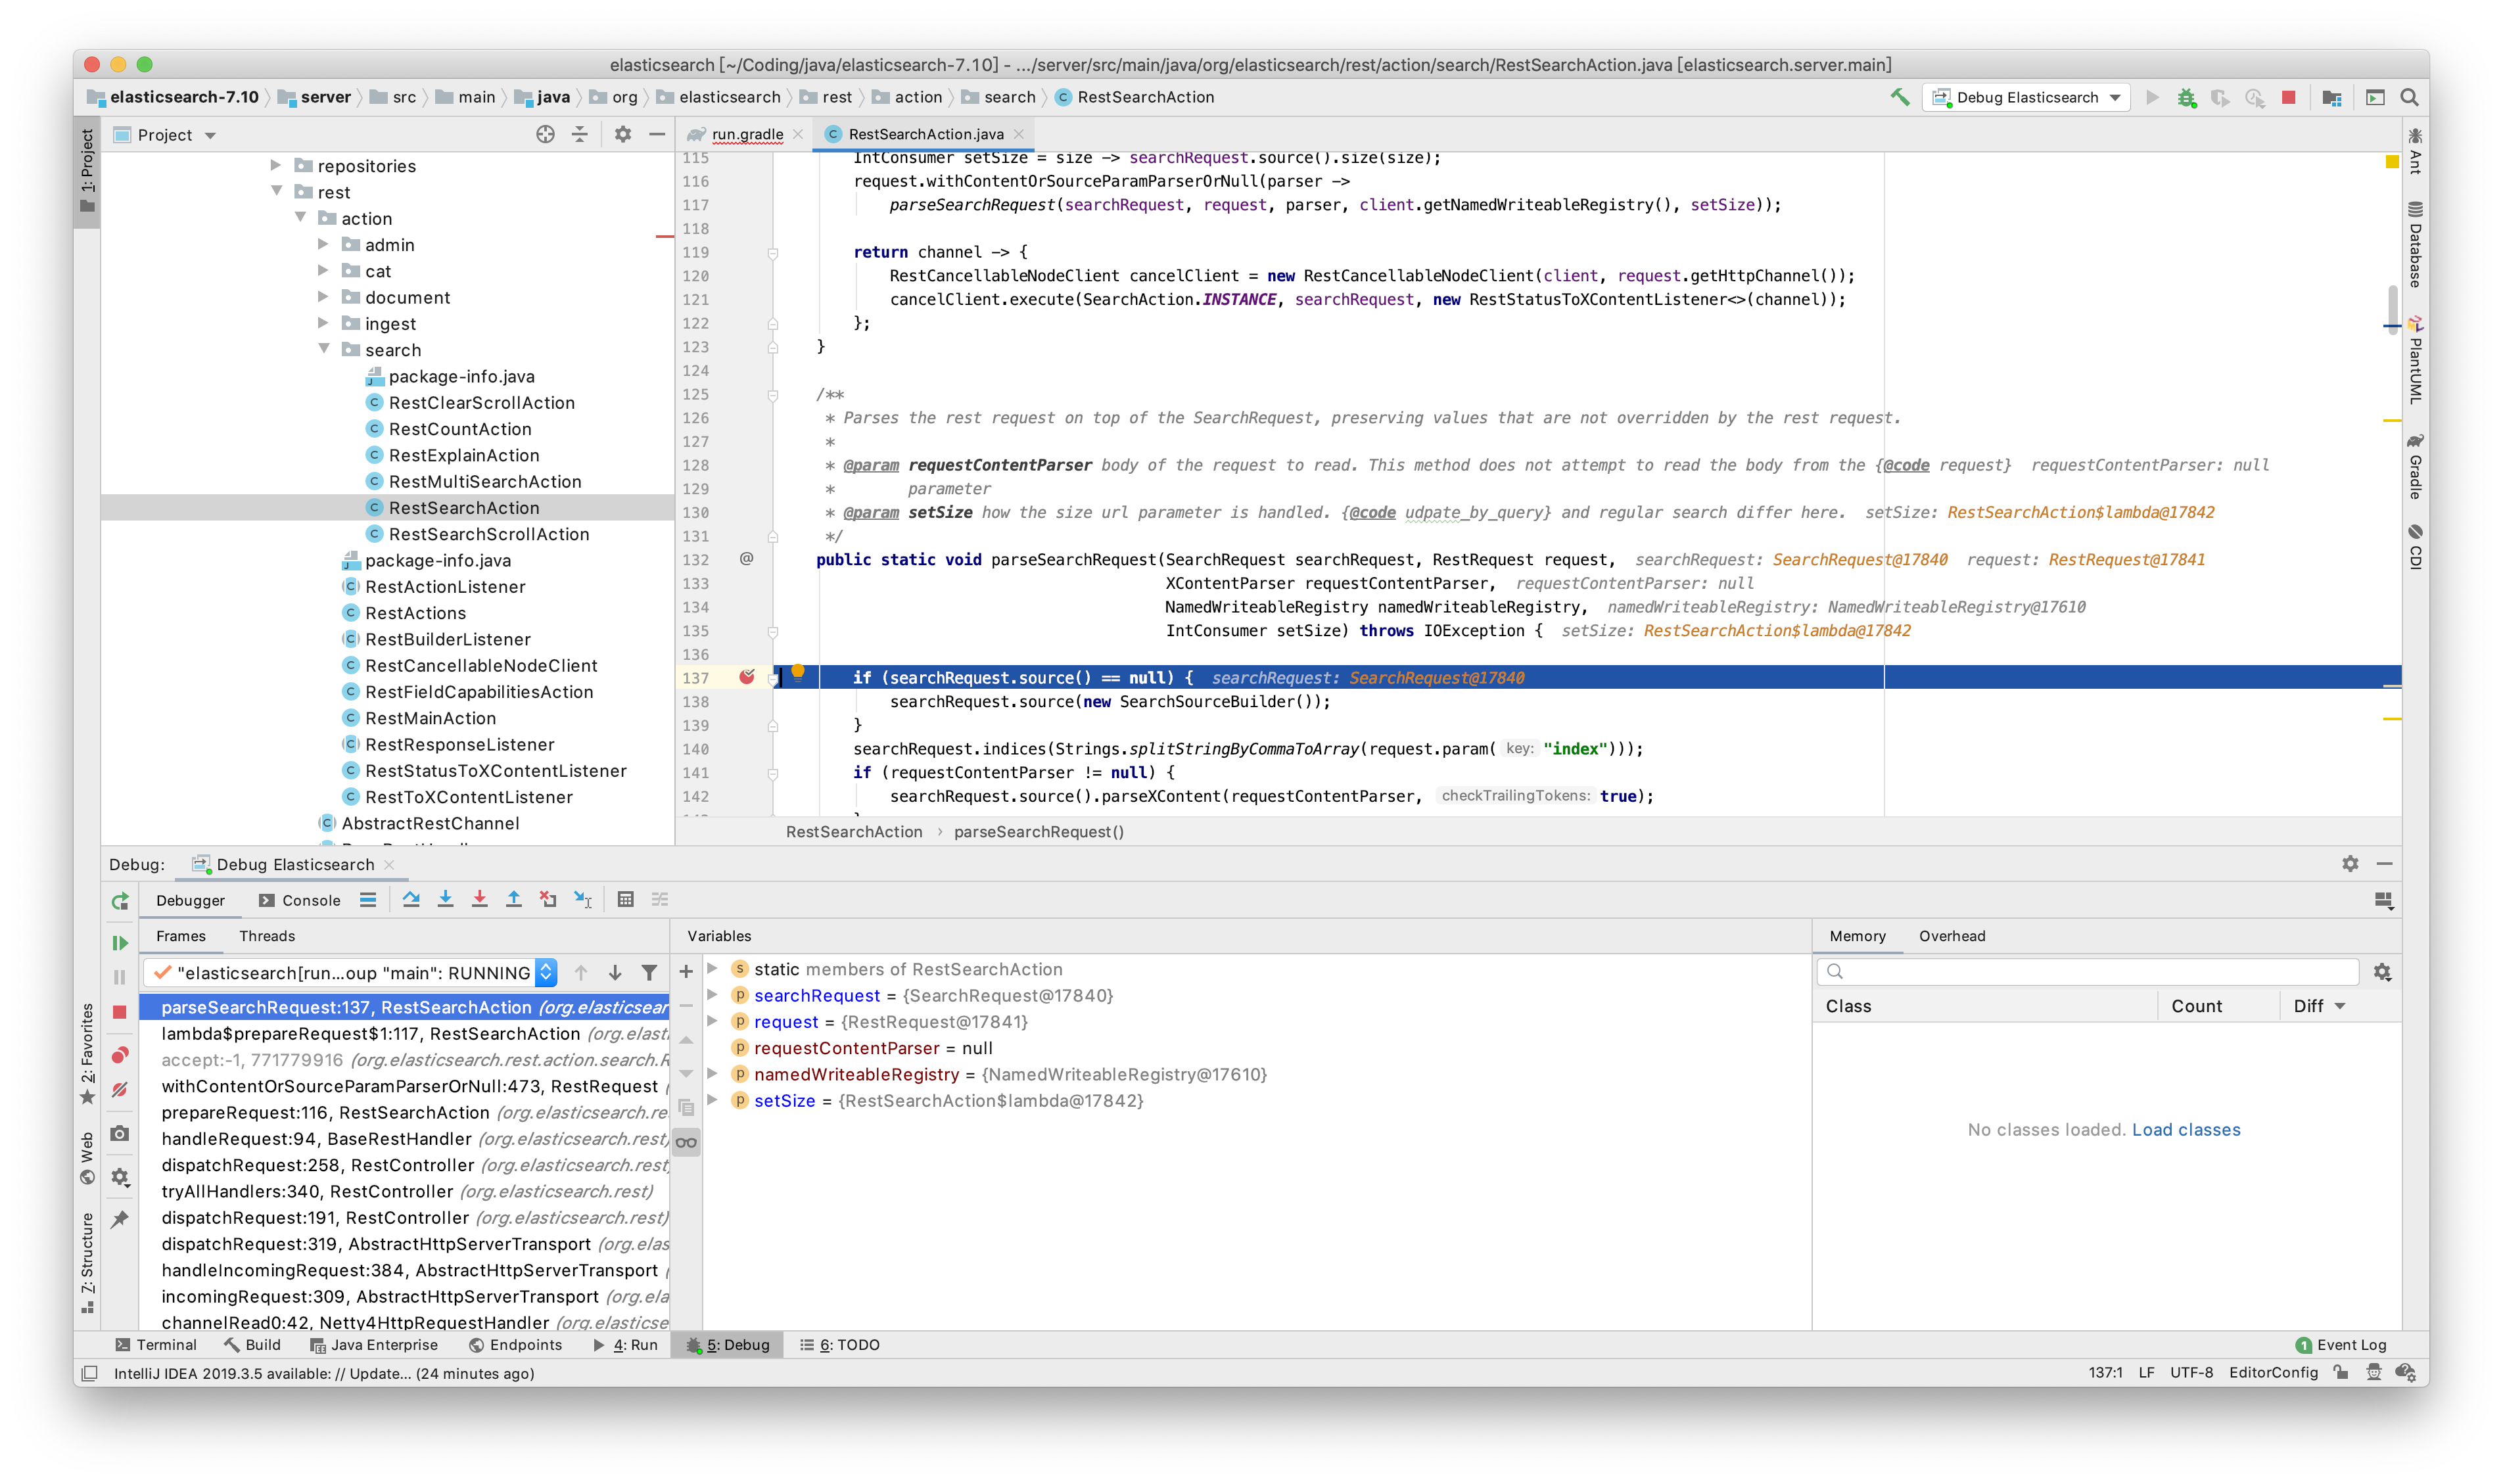 elasticsearch [~/Coding/java/elasticsearch-7.10] - .../server/src/main/java/org/elasticsearch/rest/action/search/RestSearchAction.java [elasticsearch.server.main]
elasticsearch-7.10 server src main java org elasticsearch rest action search RestSearchAction
Debug Elasticsearch
1: Project
Project
run.gradle
RestSearchAction.java
repositories
rest
action
admin
cat
document
ingest
search
package-info.java
RestClearScrollAction
RestCountAction
RestExplainAction
RestMultiSearchAction
RestSearchAction
RestSearchScrollAction
package-info.java
RestActionListener
RestActions
RestBuilderListener
RestCancellableNodeClient
RestFieldCapabilitiesAction
RestMainAction
RestResponseListener
RestStatusToXContentListener
RestToXContentListener
AbstractRestChannel
115 IntConsumer setSize = size -> searchRequest.source().size(size);
116 request.withContentOrSourceParamParserOrNull(parser ->
117 parseSearchRequest(searchRequest, request, parser, client.getNamedWriteableRegistry(), setSize));
118
119 return channel -> {
120 RestCancellableNodeClient cancelClient = new RestCancellableNodeClient(client, request.getHttpChannel());
121 cancelClient.execute(SearchAction.INSTANCE, searchRequest, new RestStatusToXContentListener<>(channel));
122 };
123 }
124
125 /**
126 * Parses the rest request on top of the SearchRequest, preserving values that are not overridden by the rest request.
127 *
128 * @param requestContentParser body of the request to read. This method does not attempt to read the body from the {@code request} requestContentParser: null
129 * parameter
130 * @param setSize how the size url parameter is handled. {@code udpate_by_query} and regular search differ here. setSize: RestSearchAction$lambda@17842
131 */
132 @ public static void parseSearchRequest(SearchRequest searchRequest, RestRequest request, searchRequest: SearchRequest@17840 request: RestRequest@17841
133 XContentParser requestContentParser, requestContentParser: null
134 NamedWriteableRegistry namedWriteableRegistry, namedWriteableRegistry: NamedWriteableRegistry@17610
135 IntConsumer setSize) throws IOException { setSize: RestSearchAction$lambda@17842
136
137 if (searchRequest.source() == null) { searchRequest: SearchRequest@17840
138 searchRequest.source(new SearchSourceBuilder());
139 }
140 searchRequest.indices(Strings.splitStringByCommaToArray(request.param( key: "index")));
141 if (requestContentParser != null) {
142 searchRequest.source().parseXContent(requestContentParser, checkTrailingTokens: true);
RestSearchAction › parseSearchRequest()
Ant
Database
PlantUML
Gradle
CDI
Debug: Debug Elasticsearch
Debugger Console
Frames Threads
"elasticsearch[run...oup "main": RUNNING
parseSearchRequest:137, RestSearchAction (org.elasticsear
lambda$prepareRequest$1:117, RestSearchAction (org.elast
accept:-1, 771779916 (org.elasticsearch.rest.action.search.R
withContentOrSourceParamParserOrNull:473, RestRequest (
prepareRequest:116, RestSearchAction (org.elasticsearch.re
handleRequest:94, BaseRestHandler (org.elasticsearch.rest)
dispatchRequest:258, RestController (org.elasticsearch.rest)
tryAllHandlers:340, RestController (org.elasticsearch.rest)
dispatchRequest:191, RestController (org.elasticsearch.rest)
dispatchRequest:319, AbstractHttpServerTransport (org.elas
handleIncomingRequest:384, AbstractHttpServerTransport (
incomingRequest:309, AbstractHttpServerTransport (org.ela
channelRead0:42, Netty4HttpRequestHandler (org.elasticse
Variables
static members of RestSearchAction
searchRequest = {SearchRequest@17840}
request = {RestRequest@17841}
requestContentParser = null
namedWriteableRegistry = {NamedWriteableRegistry@17610}
setSize = {RestSearchAction$lambda@17842}
Memory Overhead
Class Count Diff
No classes loaded. Load classes
2: Favorites
Web
Z: Structure
Terminal Build Java Enterprise Endpoints 4: Run 5: Debug 6: TODO
1 Event Log
IntelliJ IDEA 2019.3.5 available: // Update... (24 minutes ago)
137:1 LF UTF-8 EditorConfig